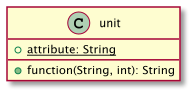 C unit
attribute: String
function(String, int): String